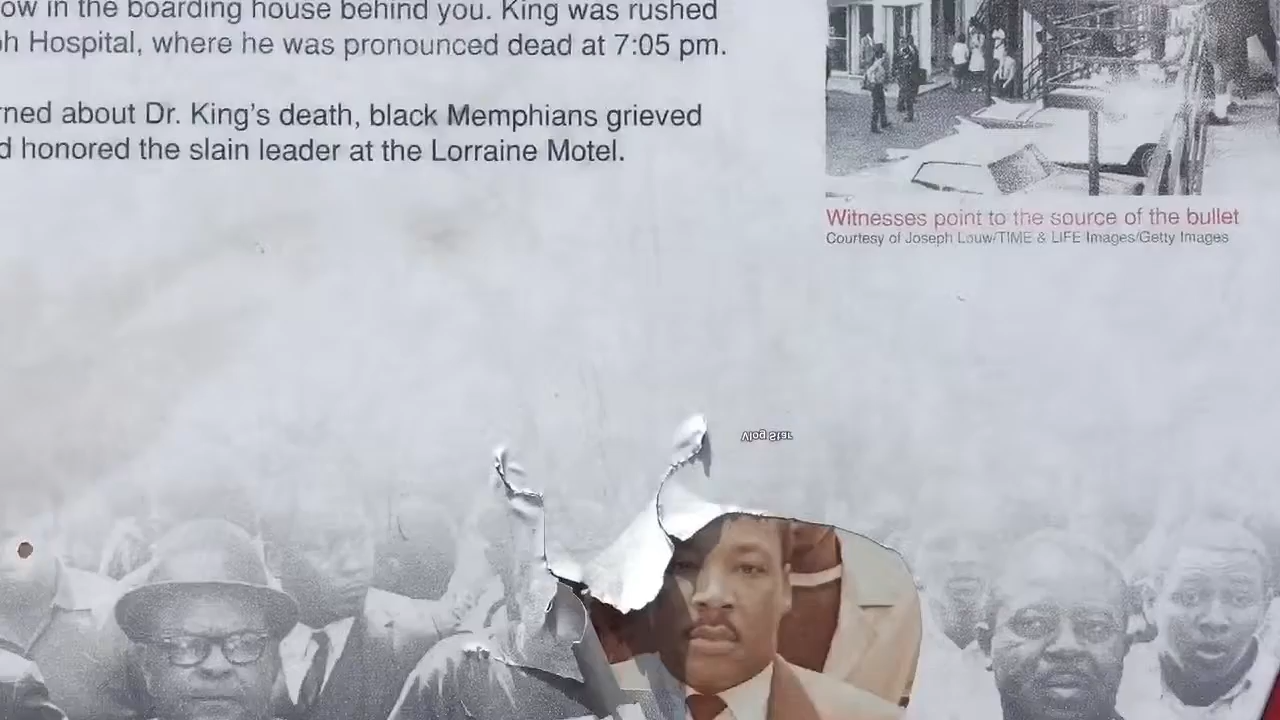 ow in the boarding house behind you. King was rushed
h Hospital, where he was pronounced dead at 7:05 pm.
rned about Dr. King's death, black Memphians grieved
d honored the slain leader at the Lorraine Motel.
Witnesses point to the source of the bullet
Courtesy of Joseph Louw/TIME & LIFE Images/Getty Images
Vlog Star